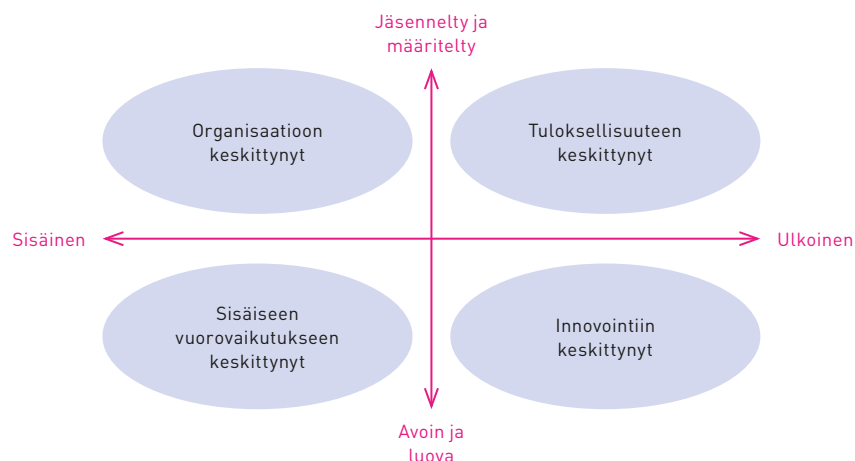 Jäsennelty ja
määritelty
Organisaatioon
keskittynyt
Tuloksellisuuteen
keskittynyt
Sisäinen
Ulkoinen
Sisäiseen
vuorovaikutukseen
keskittynyt
Innovointiin
keskittynyt
Avoin ja
luova